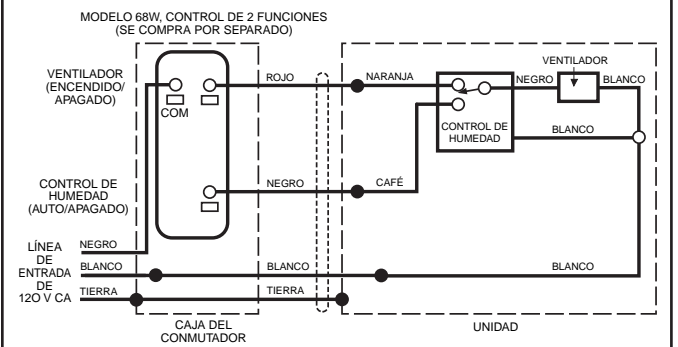 MODELO 68W, CONTROL DE 2 FUNCIONES
(SE COMPRA POR SEPARADO)
VENTILADOR
(ENCENDIDO/
APAGADO)
COM
ROJO
NARANJA
VENTILADOR
NEGRO
BLANCO
CONTROL DE
HUMEDAD
BLANCO
CONTROL DE
HUMEDAD
(AUTO/APAGADO)
NEGRO
CAFÉ
LÍNEA
DE
ENTRADA
DE
12O V CA
NEGRO
BLANCO
BLANCO
BLANCO
TIERRA
TIERRA
CAJA DEL
CONMUTADOR
UNIDAD